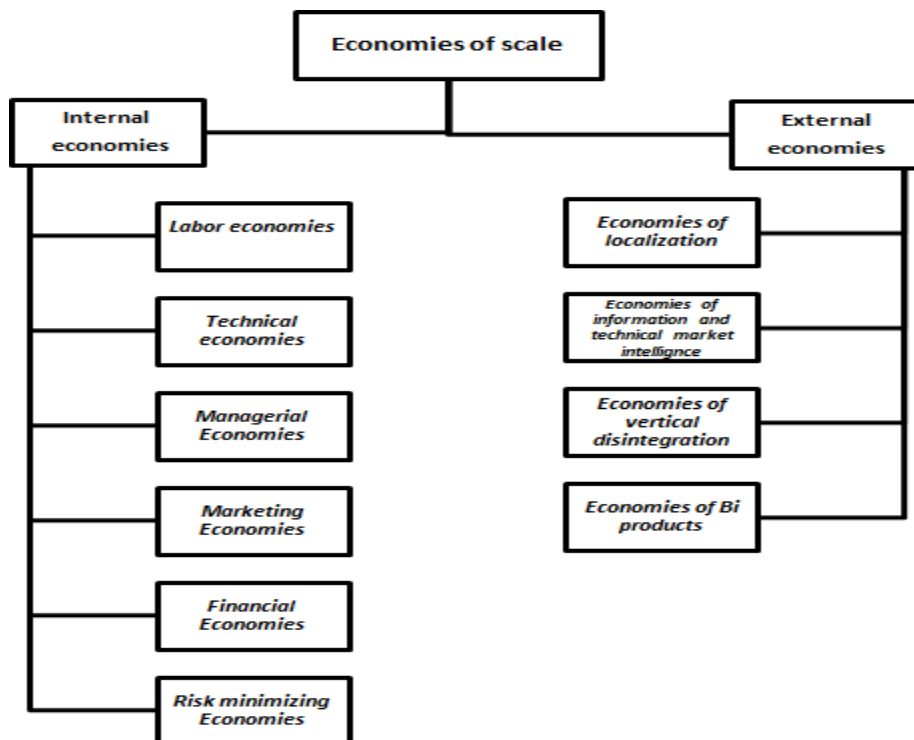 Economies of scale
Internal
economies
External
economies
Labor economies
Technical
economies
Managerial
Economies
Marketing
Economies
Financial
Economies
Risk minimizing
Economies
Economies of
localization
Economies of
information and
technical market
intellignce
Economies of
vertical
disintegration
Economies of Bi
products